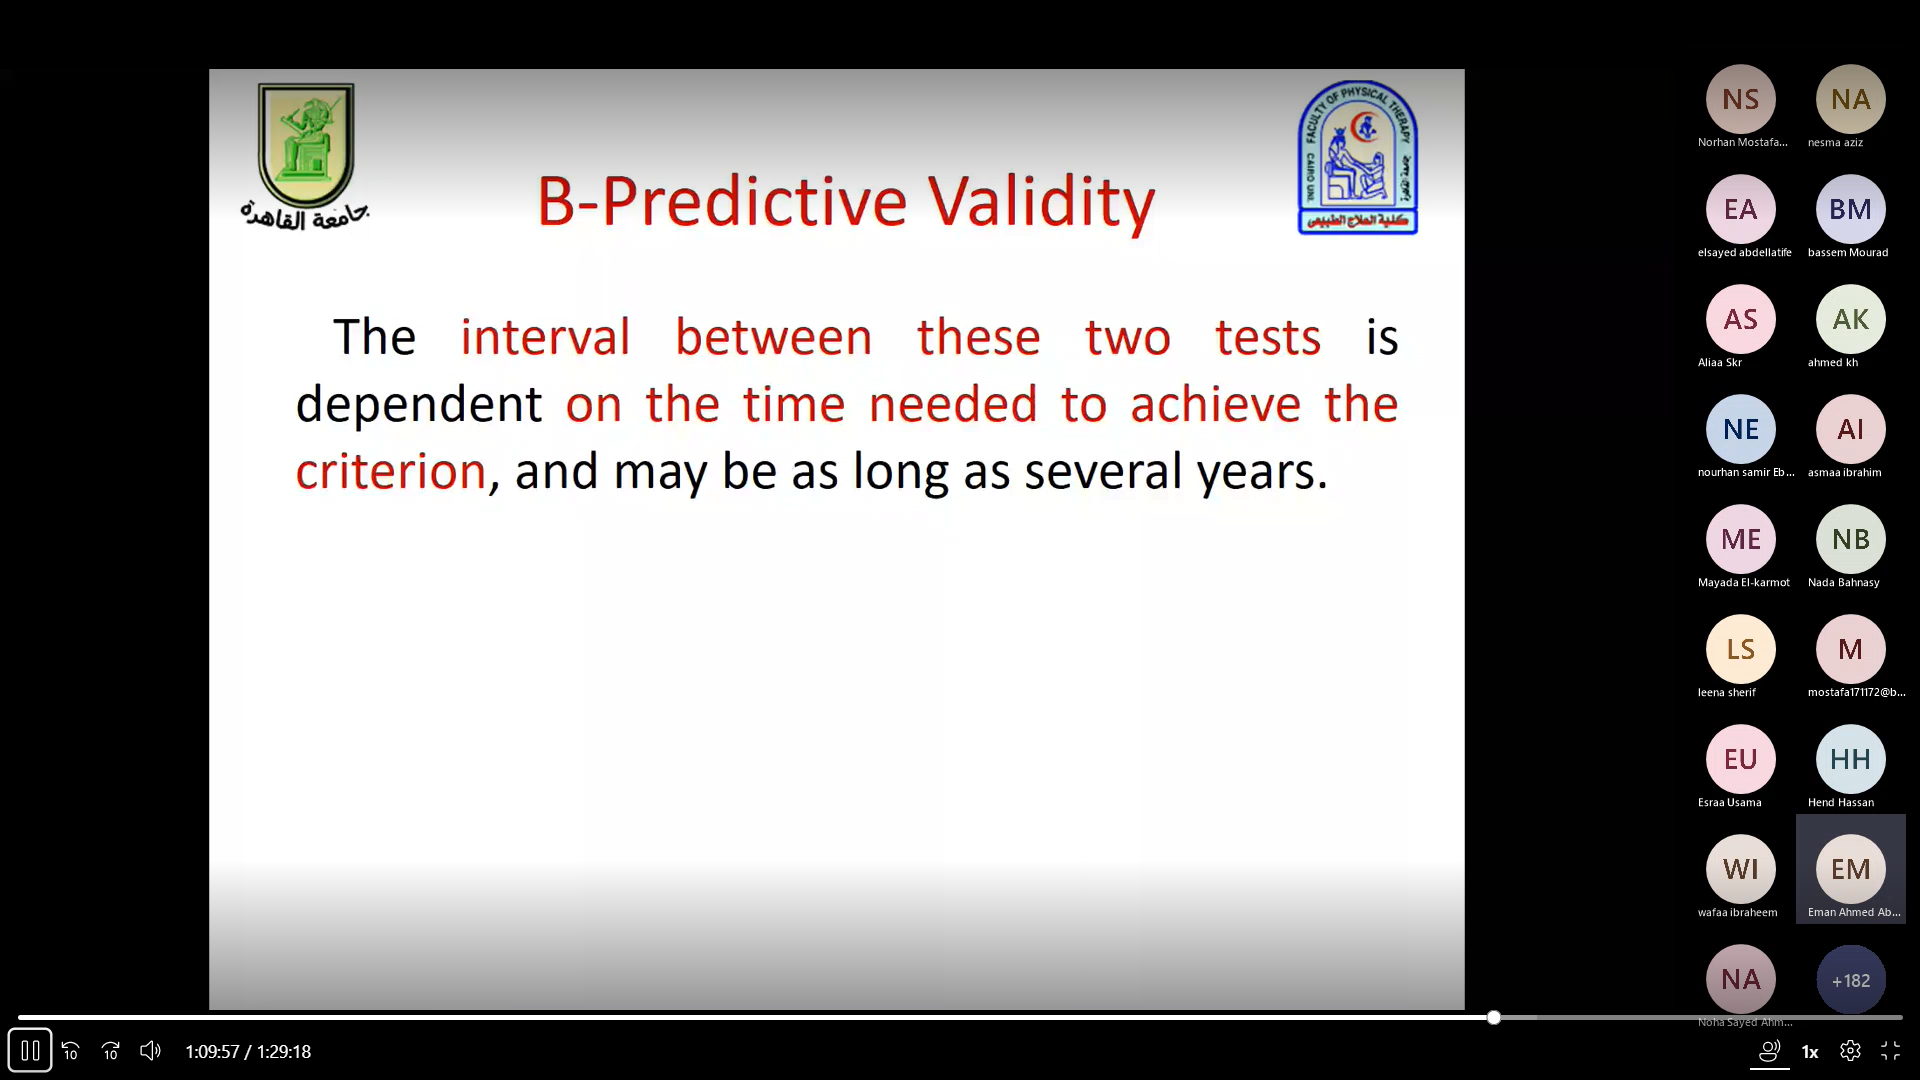 جامعة القاهرة
FACULTY OF PHYSICAL THERAPY
CAIRO UNI.
كلية العلاج الطبيعى
B-Predictive Validity
The interval between these two tests is
dependent on the time needed to achieve the
criterion, and may be as long as several years.
NS
NA
Norhan Mostafa...
nesma aziz
EA
BM
elsayed abdellatife
bassem Mourad
AS
AK
Aliaa Skr
ahmed kh
NE
AI
nourhan samir Eb...
asmaa ibrahim
ME
NB
Mayada El-karmot
Nada Bahnasy
LS
M
leena sherif
mostafa171172@b...
EU
HH
Esraa Usama
Hend Hassan
WI
EM
wafaa ibraheem
Eman Ahmed Ab...
NA
+182
Noha Sayed Ahm...
10
10
1:09:57 / 1:29:18
1x